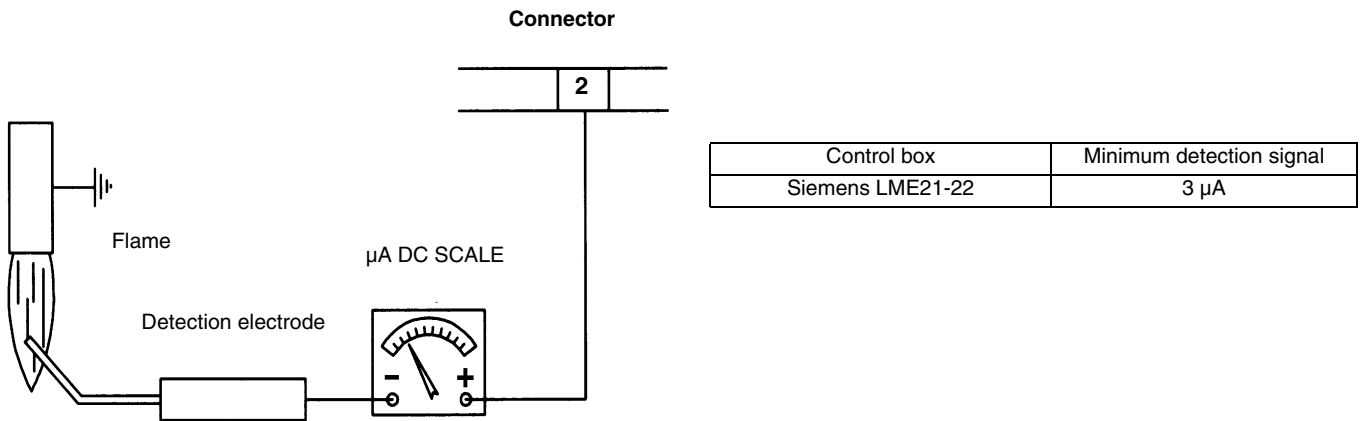 Connector
2
Control box Minimum detection signal
Siemens LME21-22 3 µA
Flame
µA DC SCALE
Detection electrode
- +